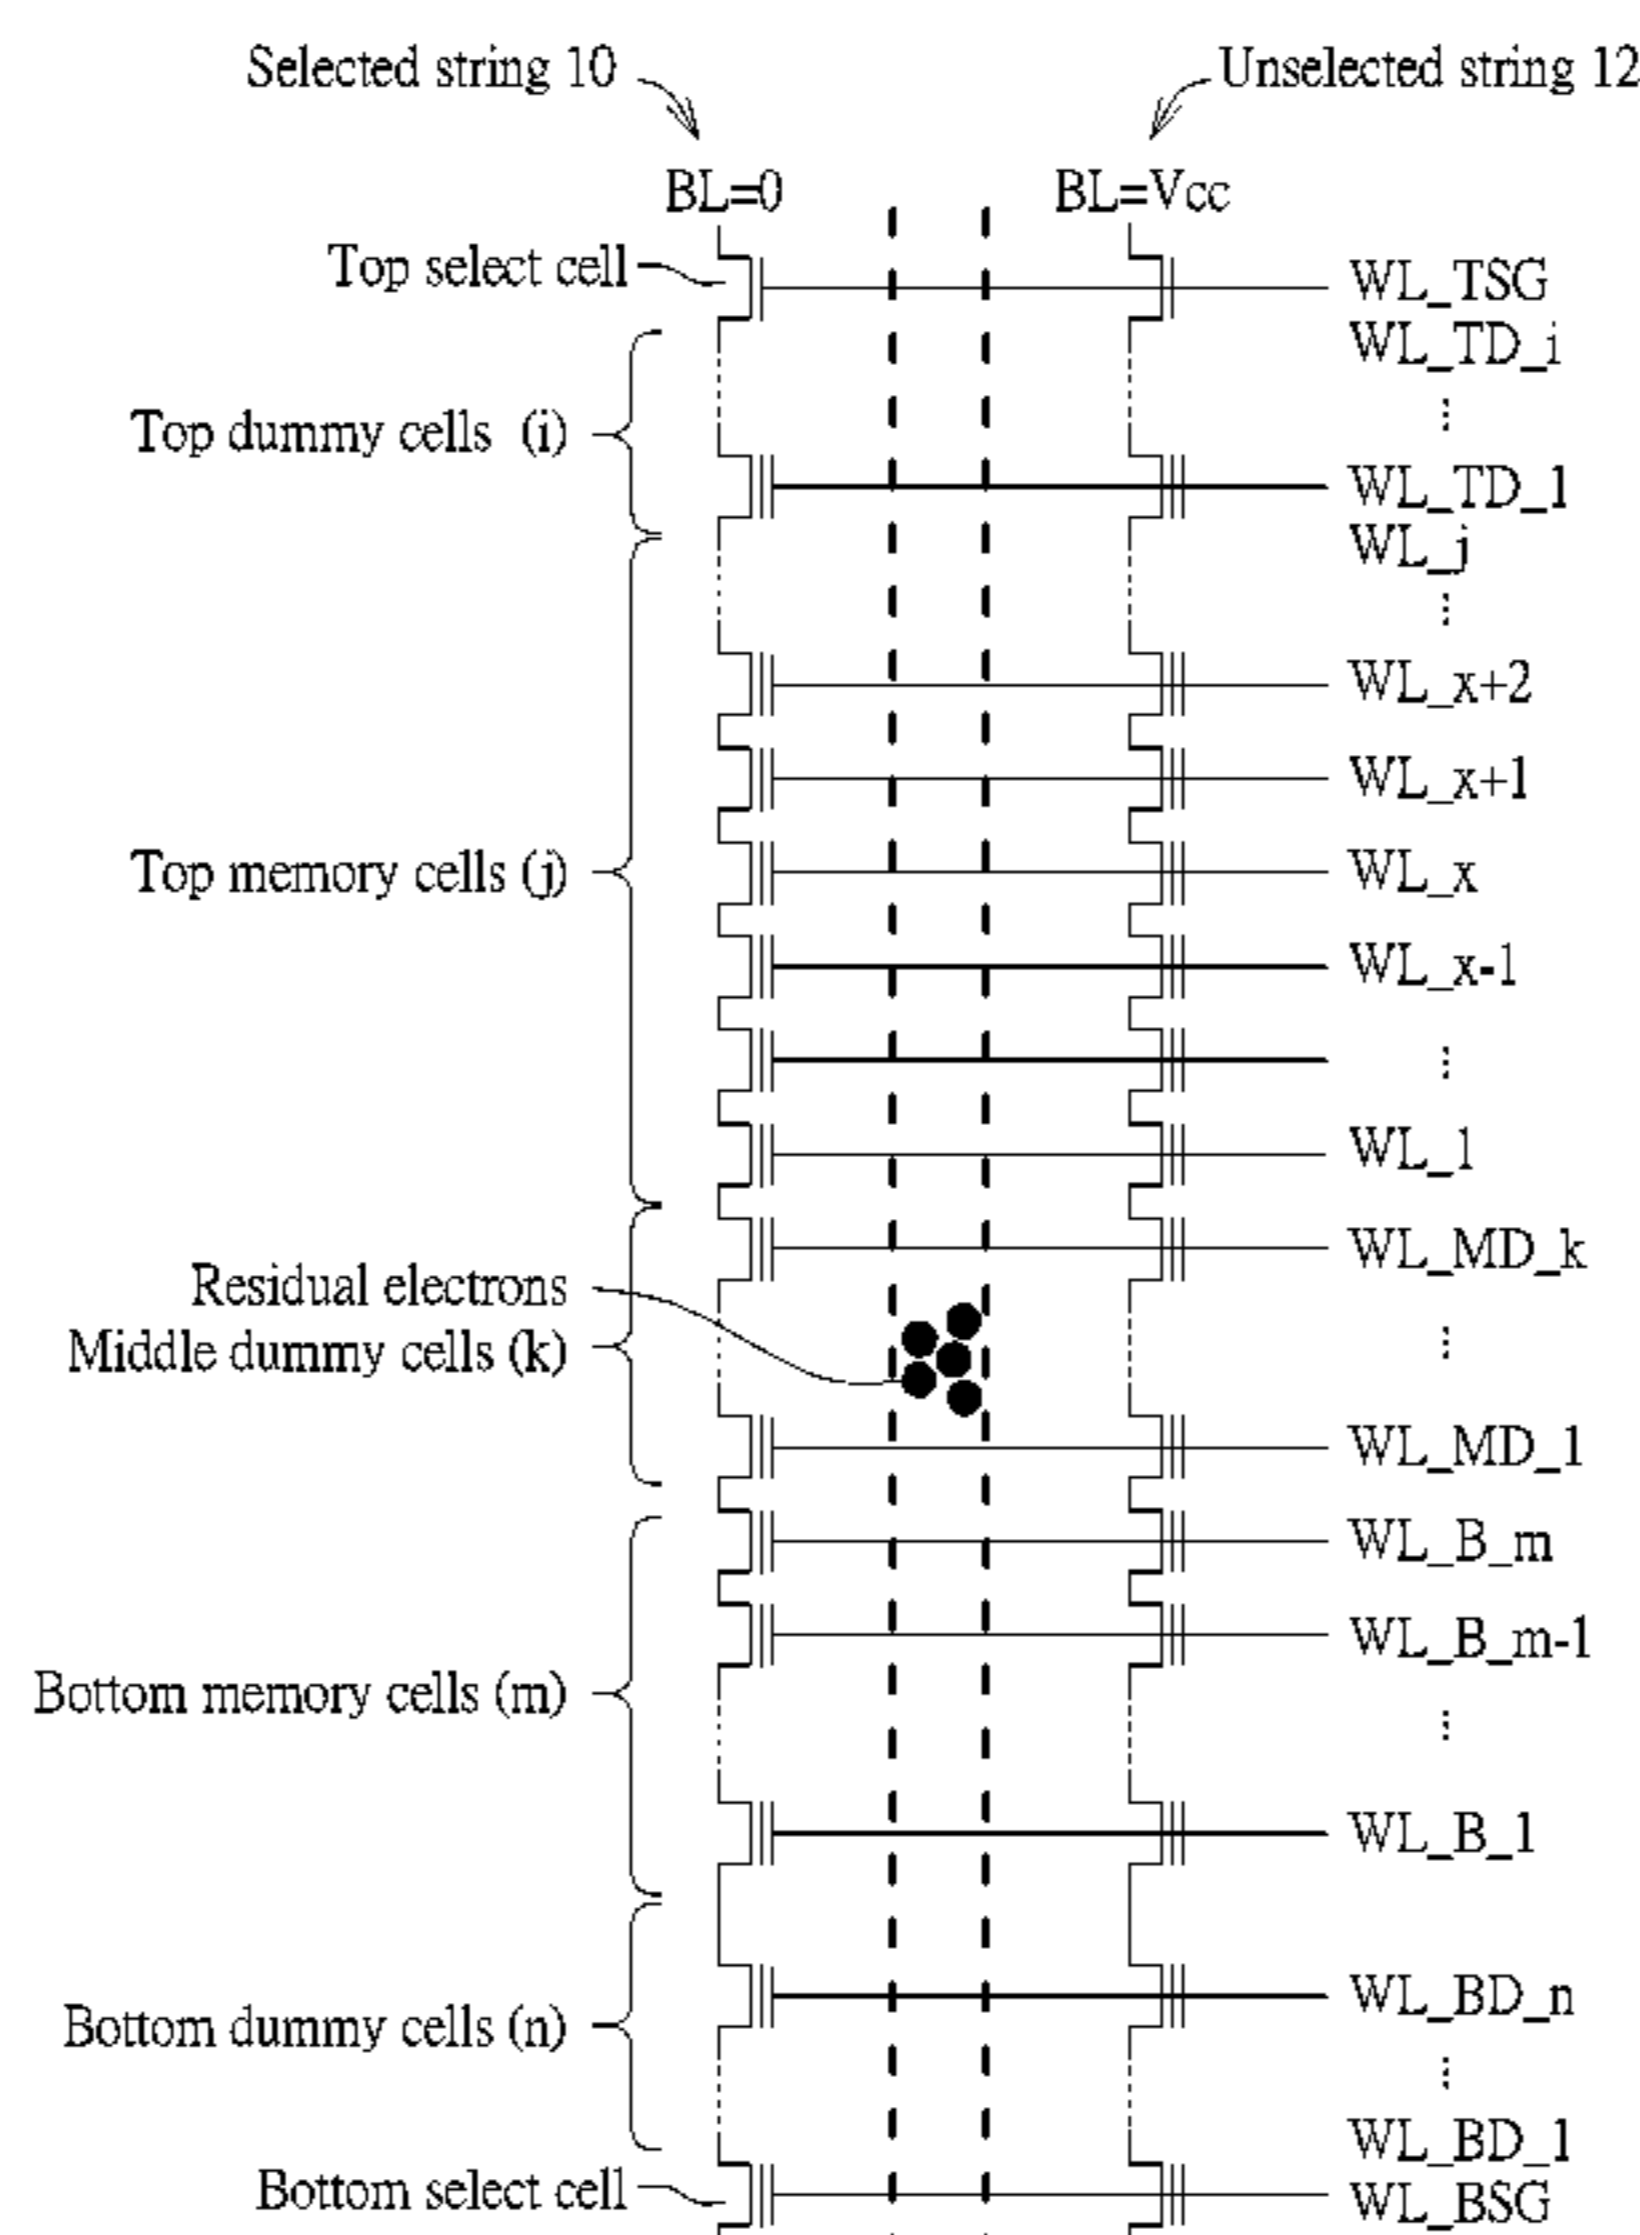 Selected string 10
Unselected string 12
BL=0
BL=Vcc
Top select cell
WL_TSG
WL_TD_i
⋮
Top dummy cells (i)
WL_TD_1
WL_j
⋮
WL_x+2
WL_x+1
Top memory cells (j)
WL_x
WL_x-1
⋮
WL_1
WL_MD_k
Residual electrons
Middle dummy cells (k)
⋮
WL_MD_1
WL_B_m
WL_B_m-1
Bottom memory cells (m)
⋮
WL_B_1
WL_BD_n
Bottom dummy cells (n)
⋮
WL_BD_1
Bottom select cell
WL_BSG